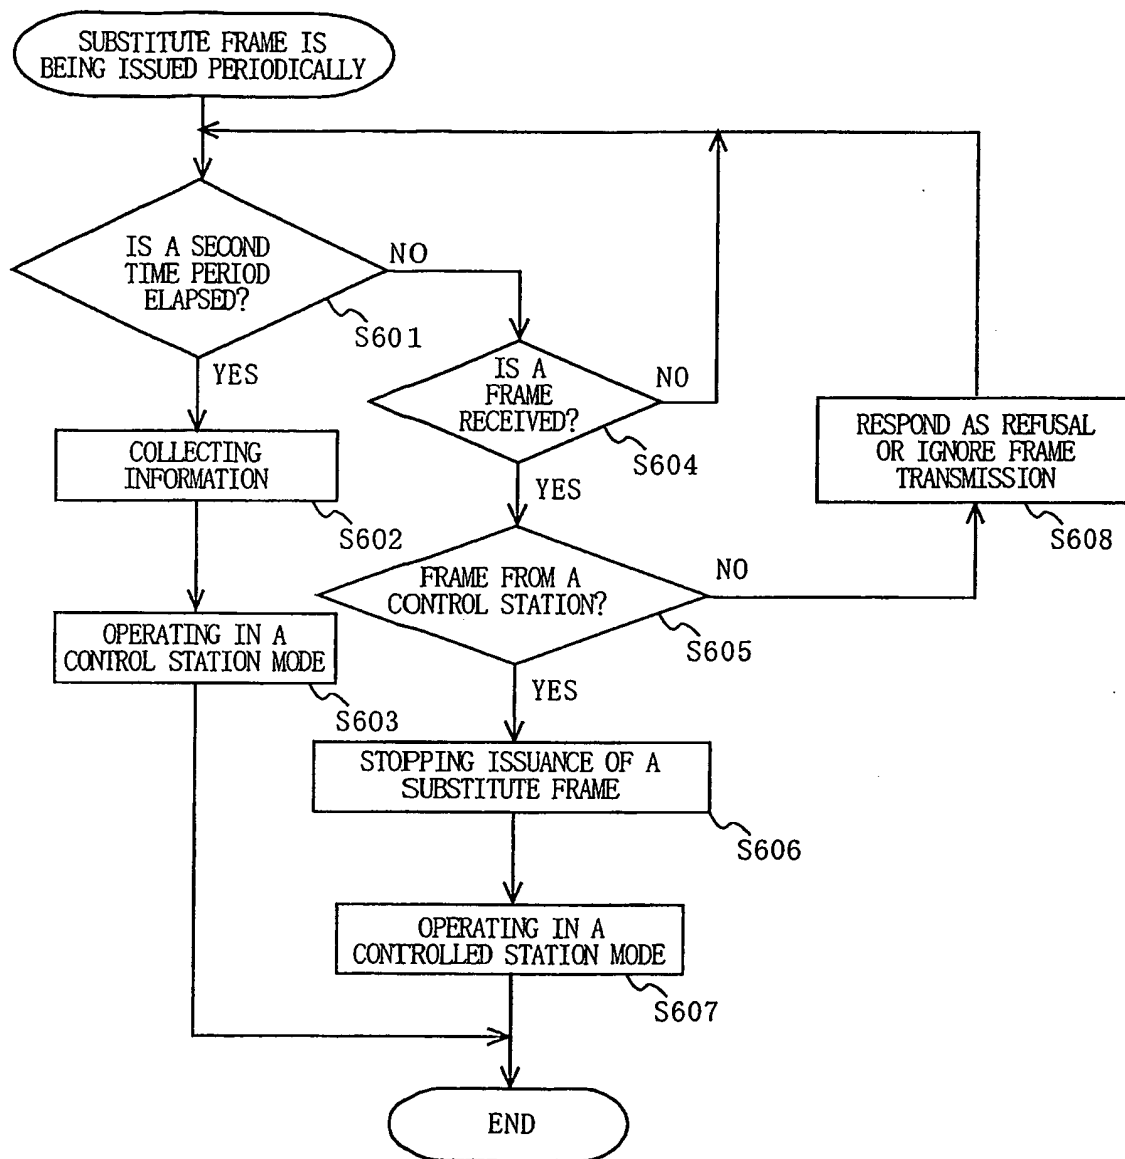 SUBSTITUTE FRAME IS
BEING ISSUED PERIODICALLY
IS A SECOND
TIME PERIOD
ELAPSED?
NO
S601
YES
IS A
FRAME
RECEIVED?
NO
S604
YES
RESPOND AS REFUSAL
OR IGNORE FRAME
TRANSMISSION
S608
COLLECTING
INFORMATION
S602
FRAME FROM A
CONTROL STATION?
NO
S605
YES
OPERATING IN A
CONTROL STATION MODE
S603
STOPPING ISSUANCE OF A
SUBSTITUTE FRAME
S606
OPERATING IN A
CONTROLLED STATION MODE
S607
END